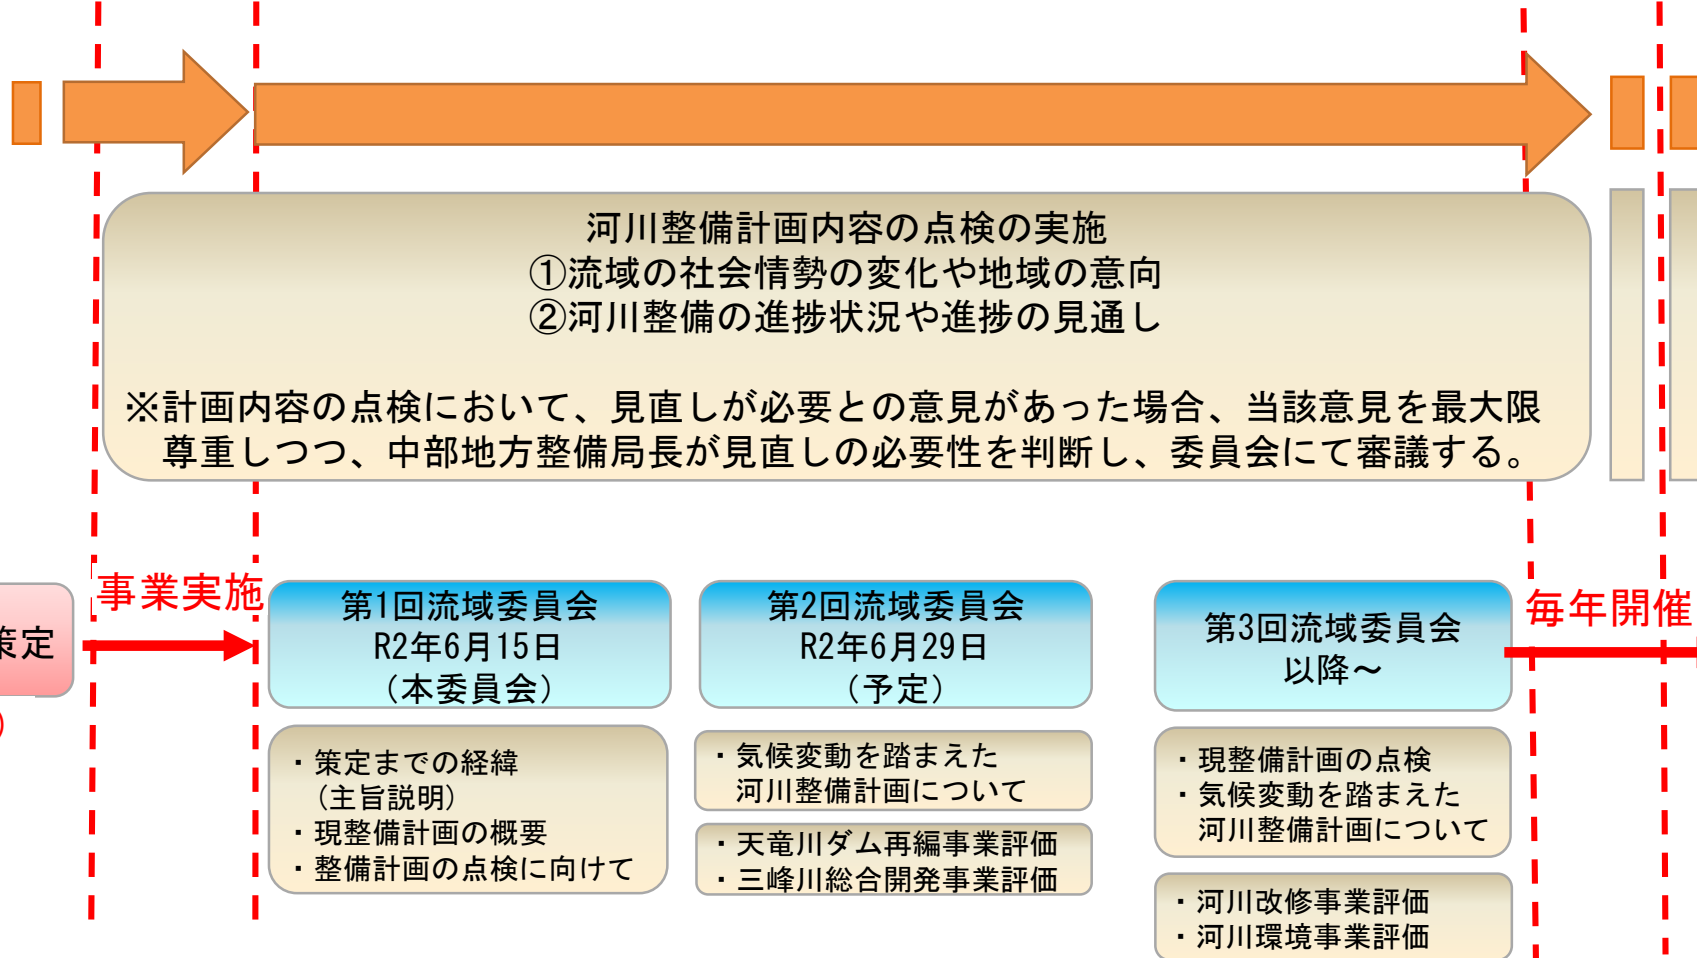 河川整備計画内容の点検の実施
①流域の社会情勢の変化や地域の意向
②河川整備の進捗状況や進捗の見通し
※計画内容の点検において、見直しが必要との意見があった場合、当該意見を最大限
尊重しつつ、中部地方整備局長が見直しの必要性を判断し、委員会にて審議する。
策定
）
事業実施
第1回流域委員会
R2年6月15日
（本委員会）
・策定までの経緯
（主旨説明）
・現整備計画の概要
・整備計画の点検に向けて
第2回流域委員会
R2年6月29日
（予定）
・気候変動を踏まえた
河川整備計画について
・天竜川ダム再編事業評価
・三峰川総合開発事業評価
第3回流域委員会
以降～
・現整備計画の点検
・気候変動を踏まえた
河川整備計画について
・河川改修事業評価
・河川環境事業評価
毎年開催